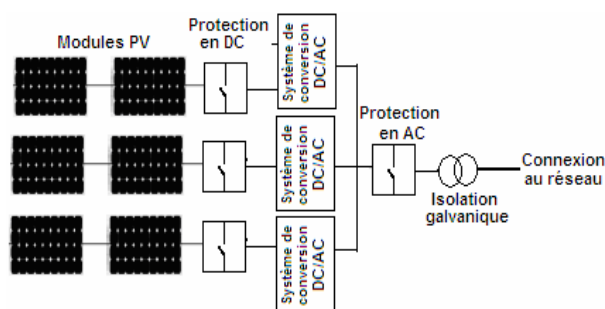 Modules PV
Protection
en DC
Système de
conversion
DC/AC
Système de
conversion
DC/AC
Système de
conversion
DC/AC
Protection
en AC
Isolation
galvanique
Connexion
au réseau